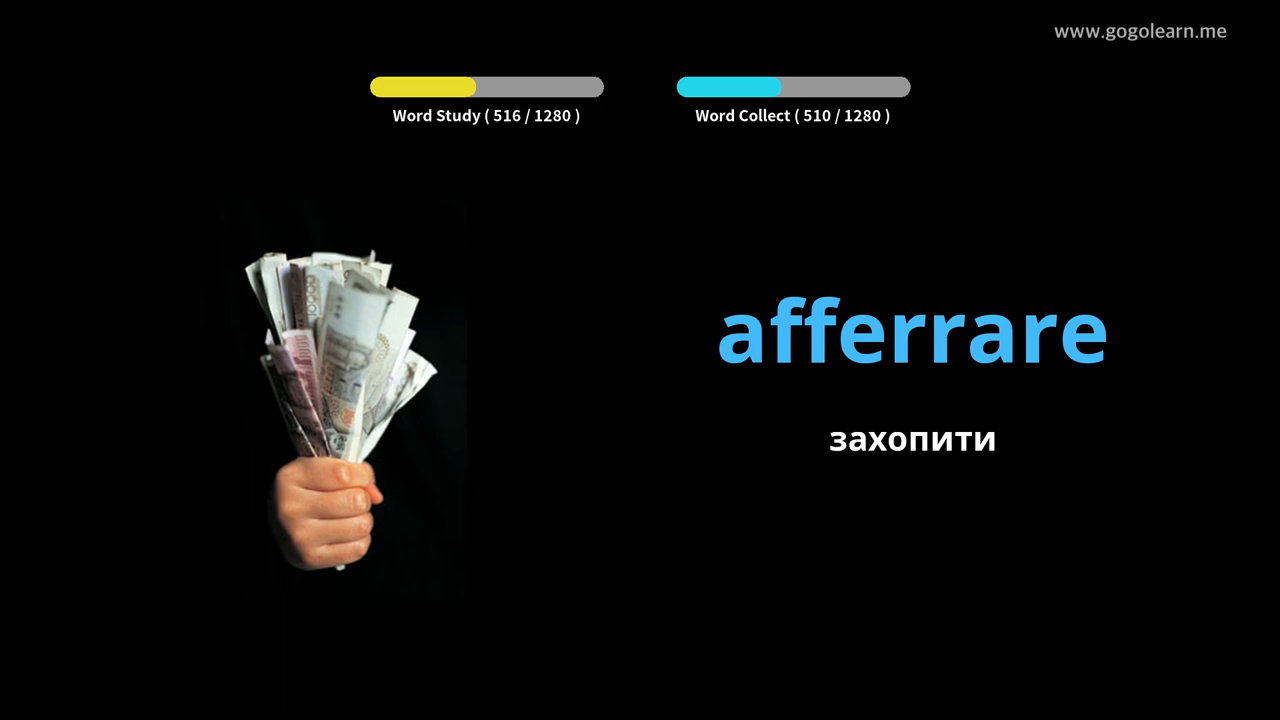 www.gogolearn.me
Word Study ( 516 / 1280 )
Word Collect ( 510 / 1280 )
afferrare
захопити